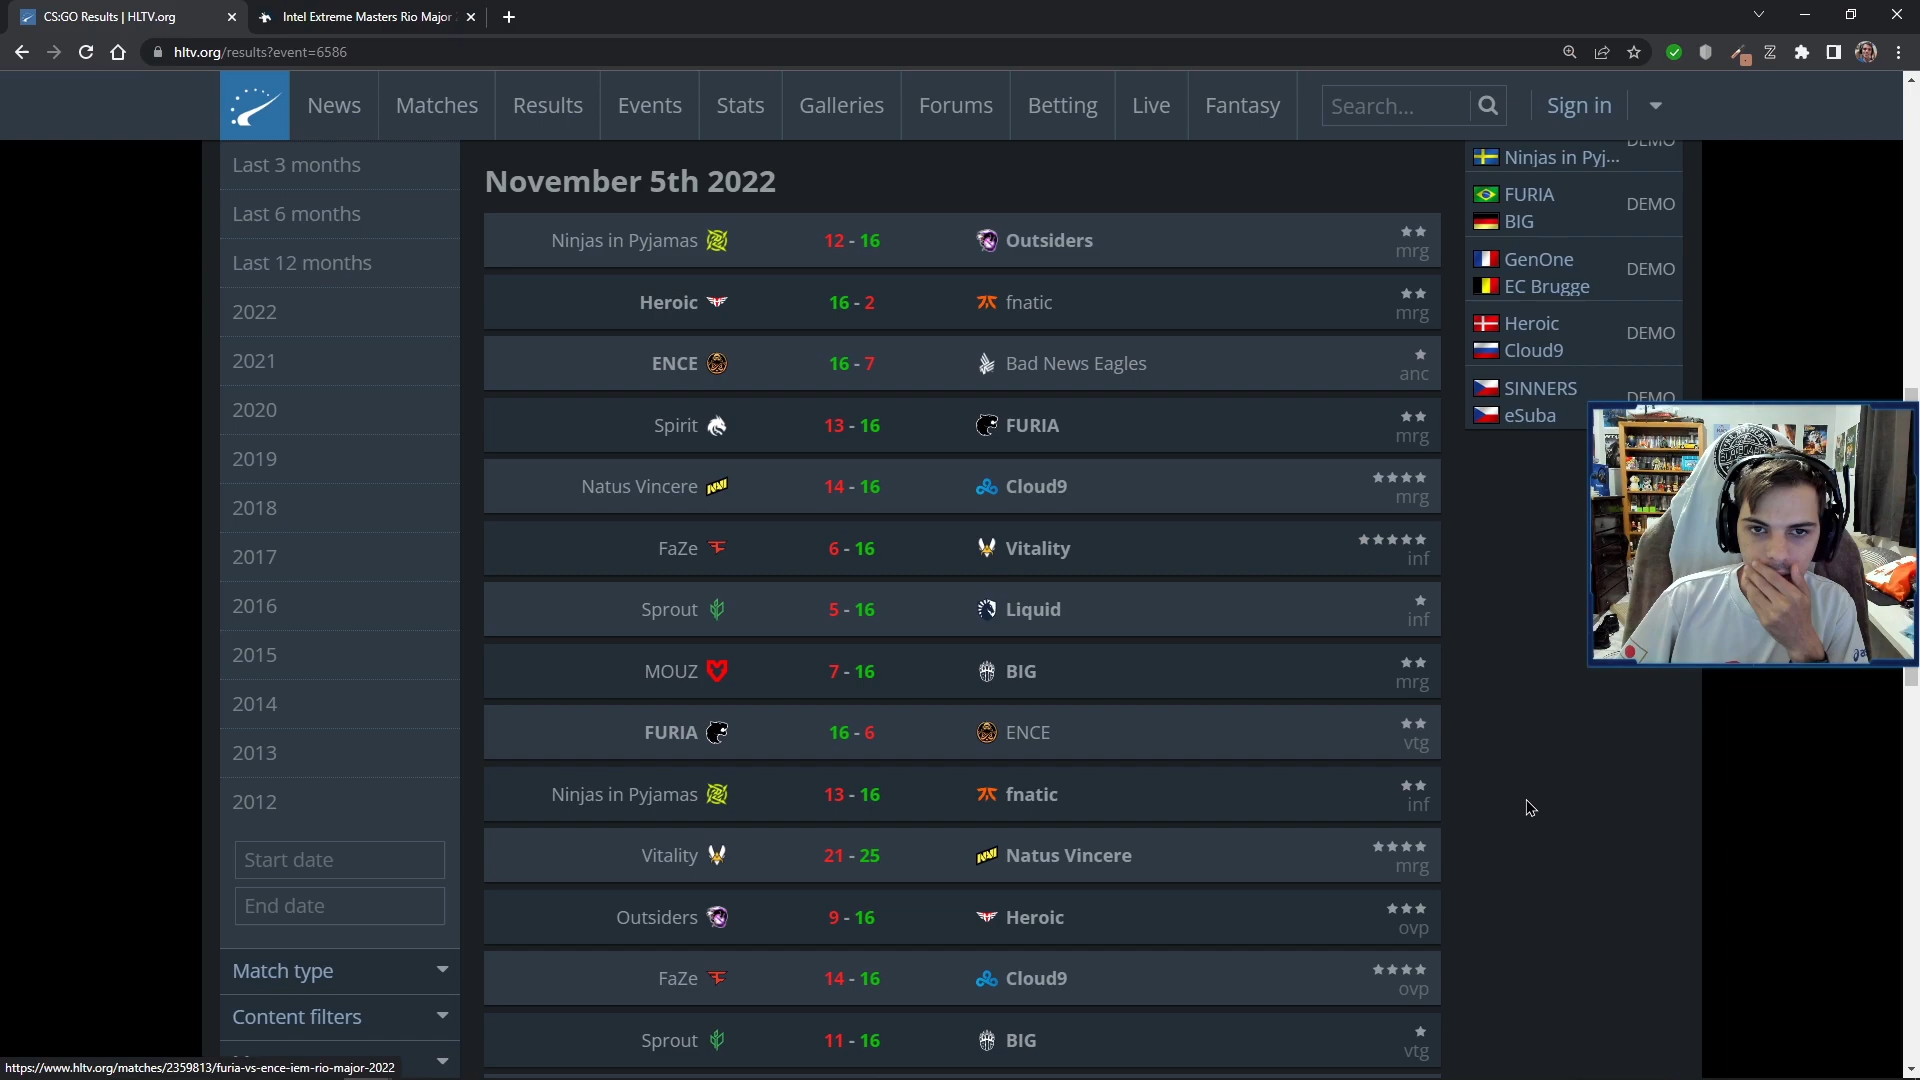 CS:GO Results | HLTV.org
Intel Extreme Masters Rio Major
hltv.org/results?event=6586
News
Matches
Results
Events
Stats
Galleries
Forums
Betting
Live
Fantasy
Search...
Sign in
Last 3 months
Last 6 months
Last 12 months
2022
2021
2020
2019
2018
2017
2016
2015
2014
2013
2012
Start date
End date
Match type
Content filters
November 5th 2022
Ninjas in Pyjamas 12 - 16 Outsiders mrg
Heroic 16 - 2 fnatic mrg
ENCE 16 - 7 Bad News Eagles anc
Spirit 13 - 16 FURIA mrg
Natus Vincere 14 - 16 Cloud9 mrg
FaZe 6 - 16 Vitality inf
Sprout 5 - 16 Liquid inf
MOUZ 7 - 16 BIG mrg
FURIA 16 - 6 ENCE vtg
Ninjas in Pyjamas 13 - 16 fnatic inf
Vitality 21 - 25 Natus Vincere mrg
Outsiders 9 - 16 Heroic ovp
FaZe 14 - 16 Cloud9 ovp
Sprout 11 - 16 BIG vtg
DEMO
Ninjas in Pyj...
FURIA
BIG
DEMO
GenOne
EC Brugge
DEMO
Heroic
Cloud9
DEMO
SINNERS
eSuba
DEMO
https://www.hltv.org/matches/2359813/furia-vs-ence-iem-rio-major-2022